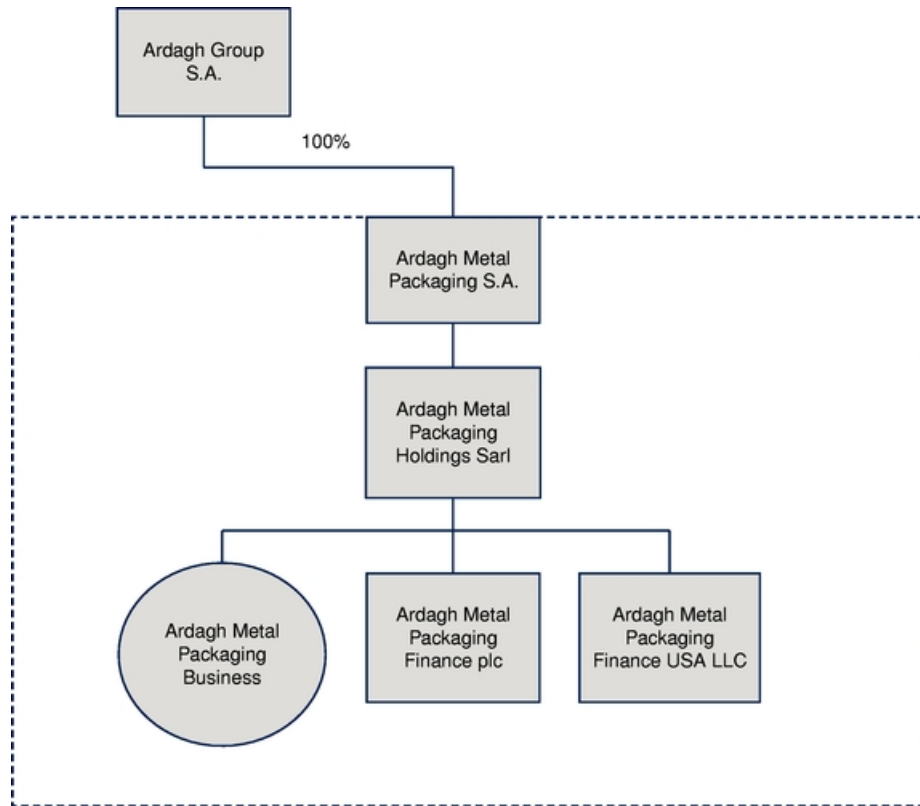 Ardagh Group
S.A.
100%
Ardagh Metal
Packaging S.A.
Ardagh Metal
Packaging
Holdings Sarl
Ardagh Metal
Packaging
Business
Ardagh Metal
Packaging
Finance plc
Ardagh Metal
Packaging
Finance USA LLC